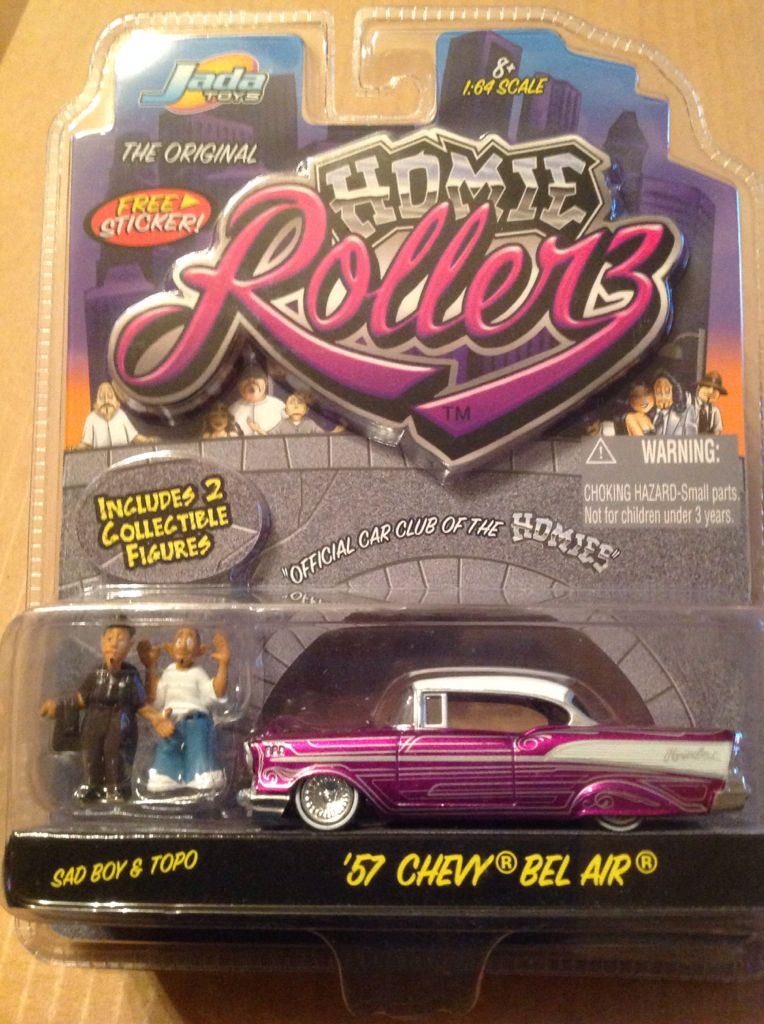 Jada
TOYS
8+
1:64 SCALE
THE ORIGINAL
FREE
STICKER!
HOMIE
Rollerz
TM
WARNING:
CHOKING HAZARD-Small parts.
Not for children under 3 years.
INCLUDES 2
COLLECTIBLE
FIGURES
"OFFICIAL CAR CLUB OF THE HOMIES"
SAD BOY & TOPO
'57 CHEVY® BEL AIR®